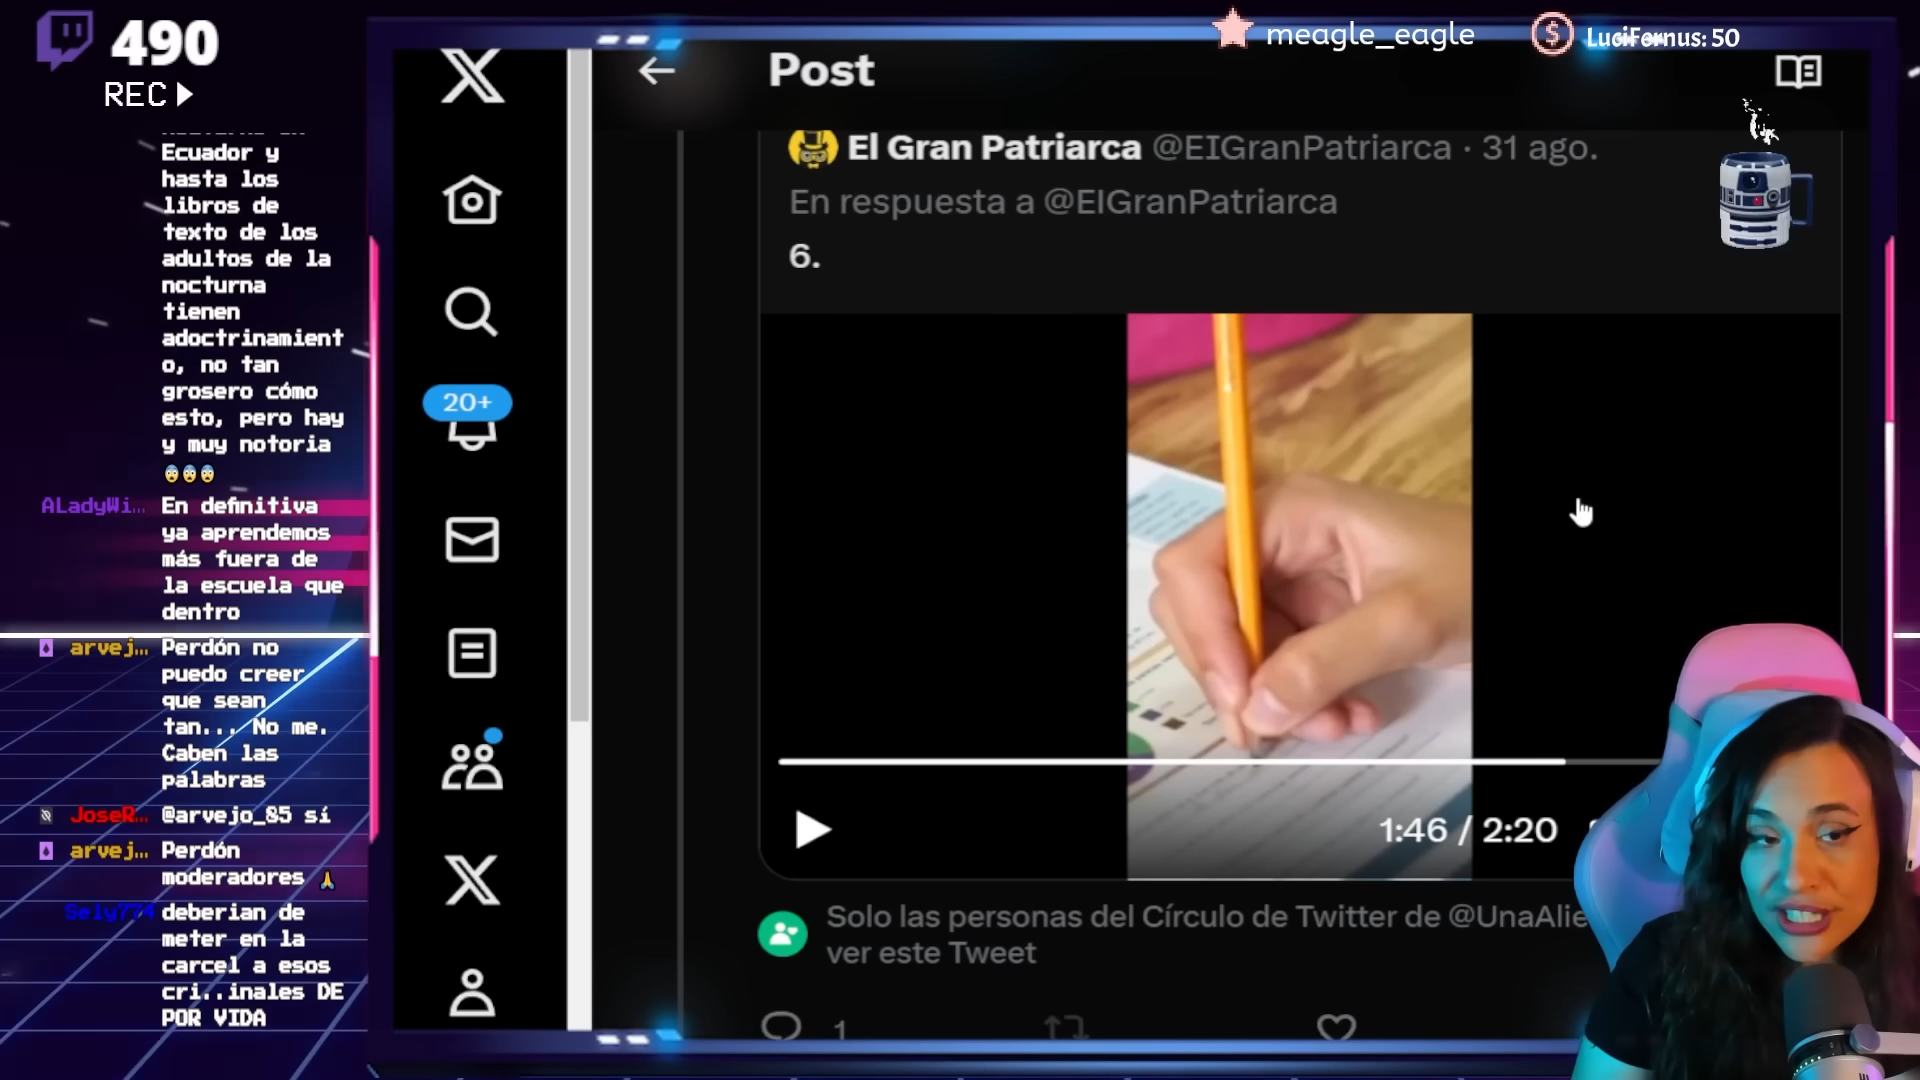 490
REC
meagle_eagle
LuciFornus: 50
Post
Ecuador y
hasta los
libros de
texto de los
adultos de la
nocturna
tienen
adoctrinamient
o, no tan
grosero cómo
esto, pero hay
y muy notoria
ALadyWi... En definitiva
ya aprendemos
más fuera de
la escuela que
dentro
arvej... Perdón no
puedo creer
que sean
tan... No me.
Caben las
palabras
JoseR... @arvejo_85 sí
arvej... Perdón
moderadores
Sely774 deberian de
meter en la
carcel a esos
cri..inales DE
POR VIDA
20+
El Gran Patriarca @EIGranPatriarca · 31 ago.
En respuesta a @EIGranPatriarca
6.
1:46 / 2:20
Solo las personas del Círculo de Twitter de
ver este Tweet
1